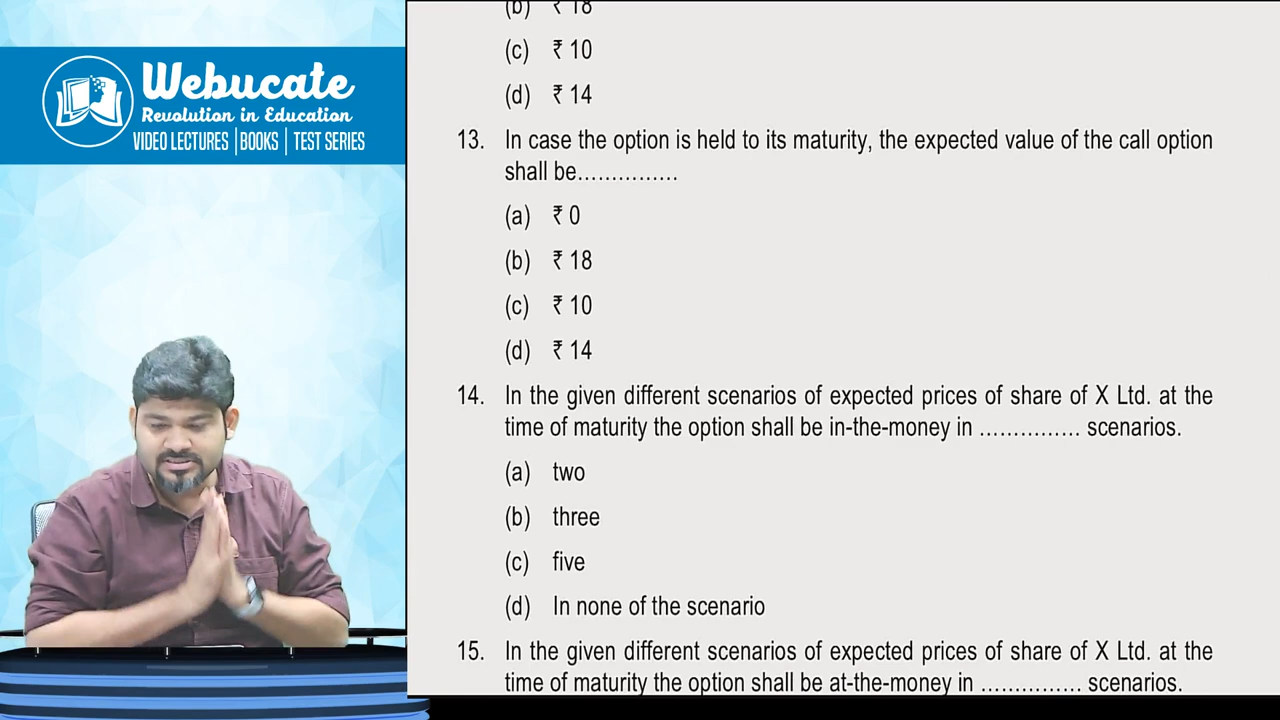 Webucate
Revolution in Education
VIDEO LECTURES | BOOKS | TEST SERIES
(b) ₹ 18
(c) ₹ 10
(d) ₹ 14
13. In case the option is held to its maturity, the expected value of the call option
shall be……………
(a) ₹ 0
(b) ₹ 18
(c) ₹ 10
(d) ₹ 14
14. In the given different scenarios of expected prices of share of X Ltd. at the
time of maturity the option shall be in-the-money in …………… scenarios.
(a) two
(b) three
(c) five
(d) In none of the scenario
15. In the given different scenarios of expected prices of share of X Ltd. at the
time of maturity the option shall be at-the-money in …………… scenarios.